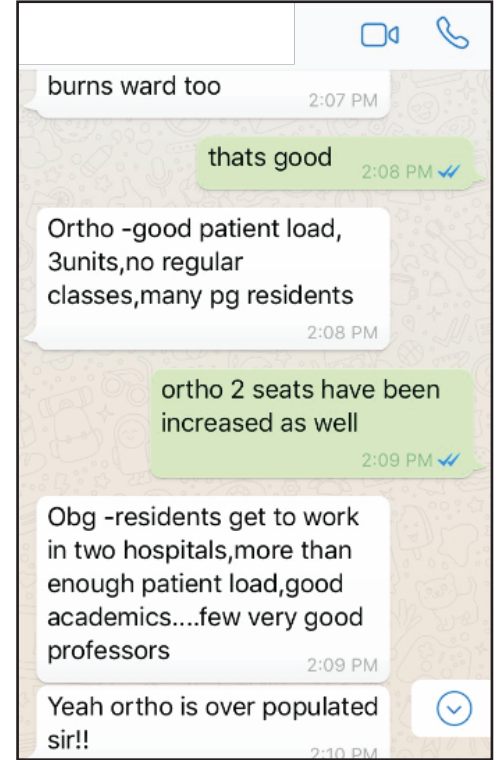 burns ward too
2:07 PM
thats good
2:08 PM
Ortho -good patient load,
3units,no regular
classes,many pg residents
2:08 PM
ortho 2 seats have been
increased as well
2:09 PM
Obg -residents get to work
in two hospitals,more than
enough patient load,good
academics....few very good
professors
2:09 PM
Yeah ortho is over populated
sir!!
2:10 PM